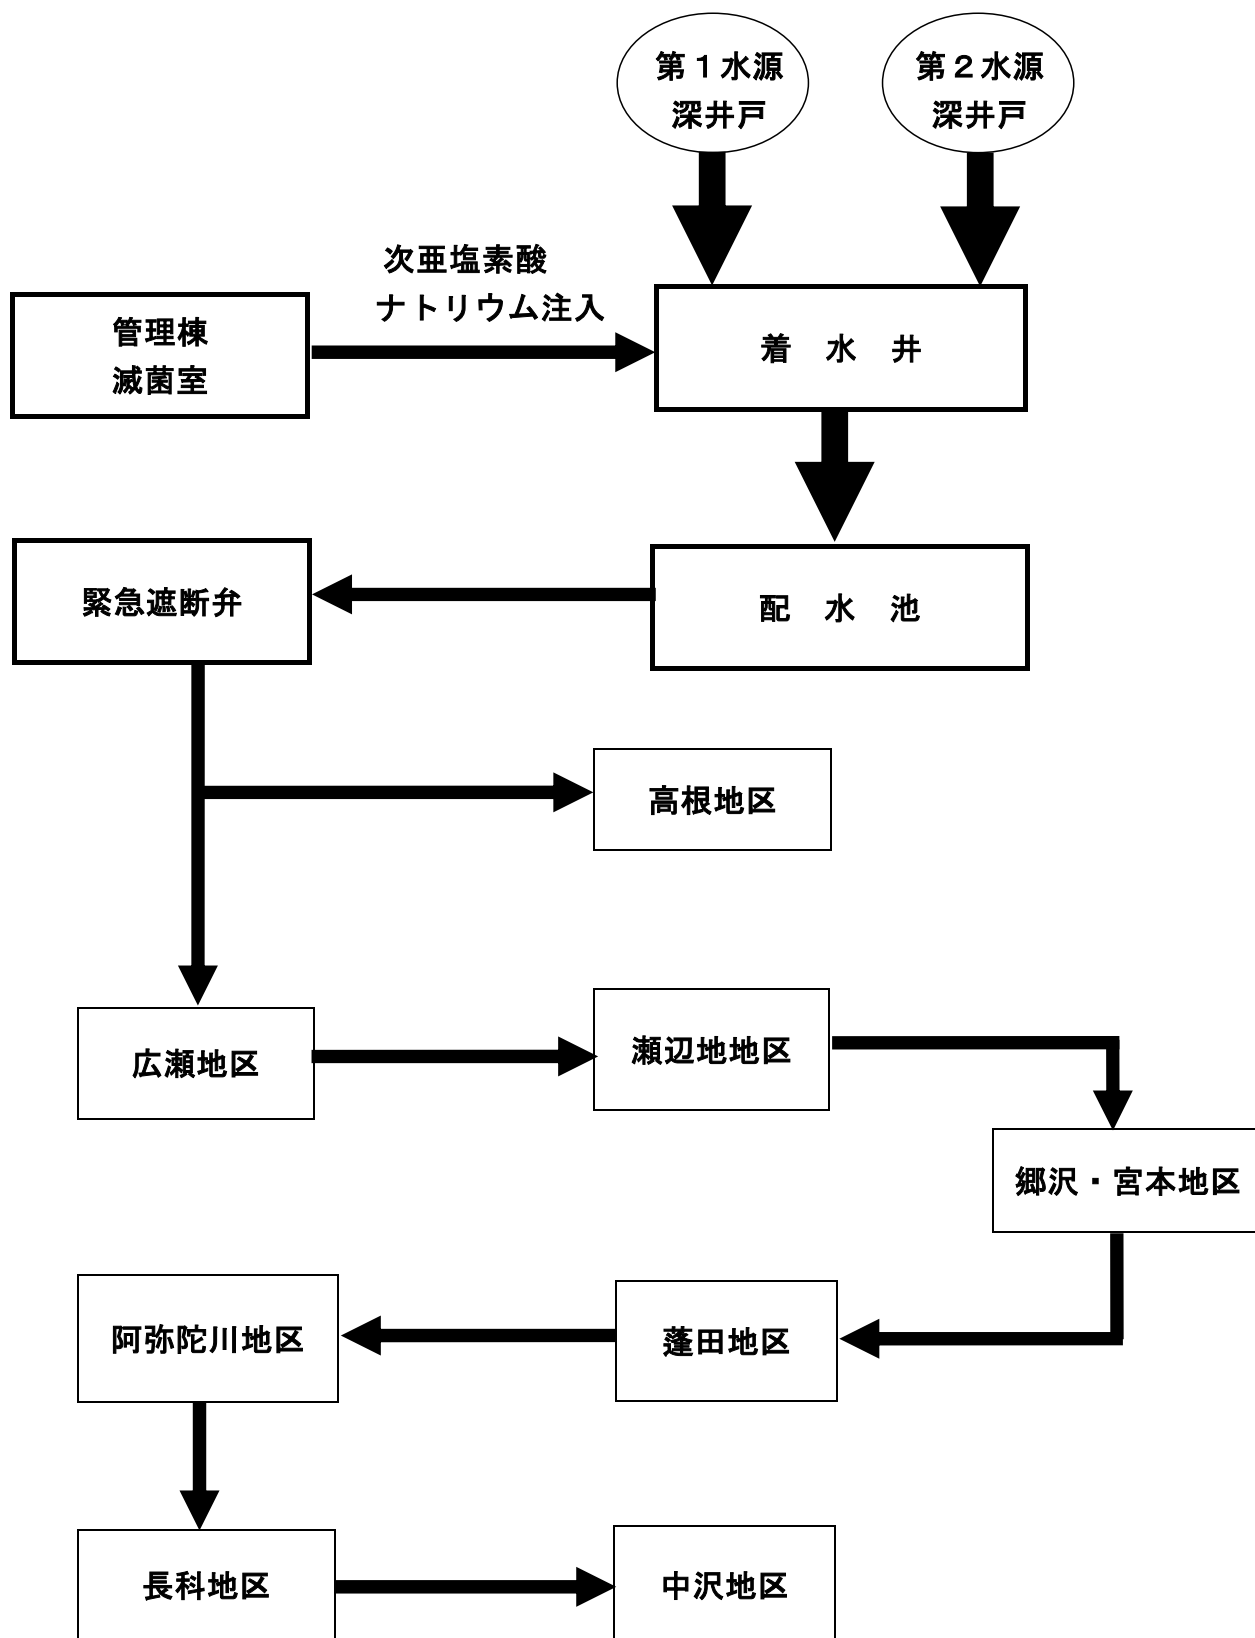 第１水源
深井戸
第２水源
深井戸
次亜塩素酸
ナトリウム注入
管理棟
滅菌室
着　水　井
緊急遮断弁
配　水　池
高根地区
広瀬地区
瀬辺地地区
郷沢・宮本地区
阿弥陀川地区
蓬田地区
長科地区
中沢地区